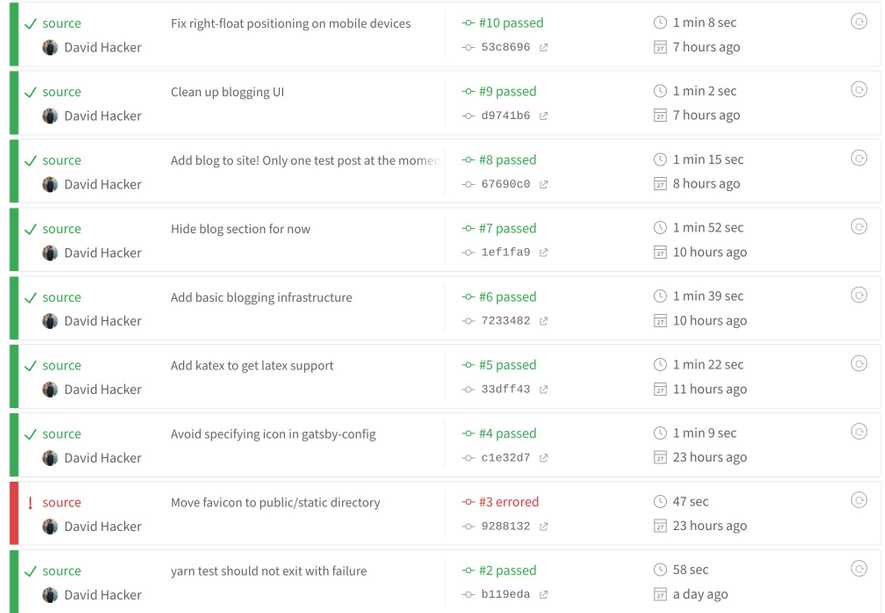 source Fix right-float positioning on mobile devices #10 passed 1 min 8 sec
David Hacker 53c8696 7 hours ago
source Clean up blogging UI #9 passed 1 min 2 sec
David Hacker d9741b6 7 hours ago
source Add blog to site! Only one test post at the momen #8 passed 1 min 15 sec
David Hacker 67690c0 8 hours ago
source Hide blog section for now #7 passed 1 min 52 sec
David Hacker 1ef1fa9 10 hours ago
source Add basic blogging infrastructure #6 passed 1 min 39 sec
David Hacker 7233482 10 hours ago
source Add katex to get latex support #5 passed 1 min 22 sec
David Hacker 33dff43 11 hours ago
source Avoid specifying icon in gatsby-config #4 passed 1 min 9 sec
David Hacker c1e32d7 23 hours ago
source Move favicon to public/static directory #3 errored 47 sec
David Hacker 9288132 23 hours ago
source yarn test should not exit with failure #2 passed 58 sec
David Hacker b119eda a day ago